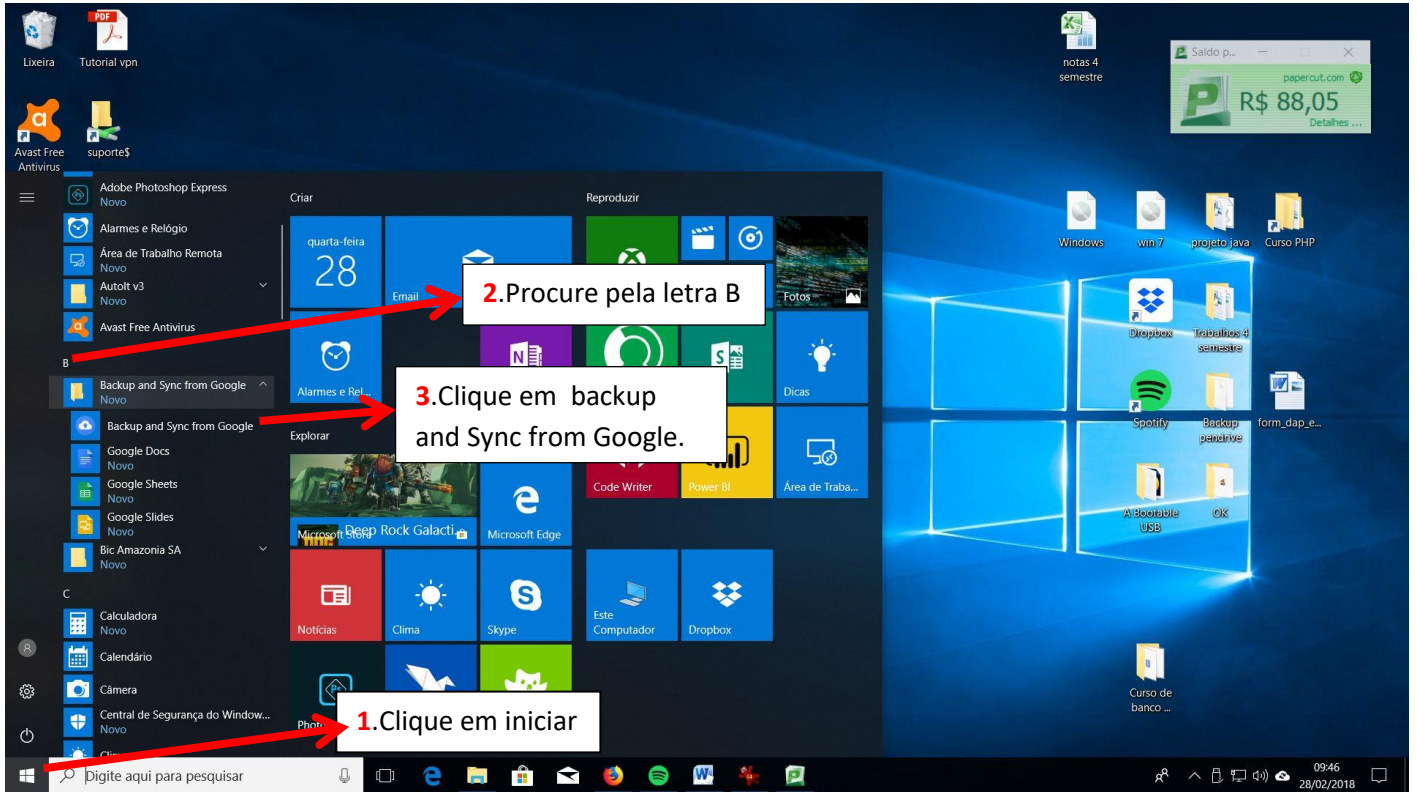 PDF
Lixeira
Tutorial vpn
notas 4
semestre
Saldo p...
papercut.com
R$ 88,05
Detalhes ...
Avast Free
Antivirus
suporte$
Adobe Photoshop Express
Novo
Alarmes e Relógio
Área de Trabalho Remota
Novo
AutoIt v3
Novo
Avast Free Antivirus
B
Backup and Sync from Google
Novo
Backup and Sync from Google
Google Docs
Novo
Google Sheets
Novo
Google Slides
Novo
Bic Amazonia SA
Novo
C
Calculadora
Novo
Calendário
Câmera
Central de Segurança do Window...
Novo
Criar
quarta-feira
28
Email
Alarmes e Rel...
Explorar
Microsoft Store
Deep Rock Galacti...
Microsoft Edge
Notícias
Clima
Skype
Reproduzir
Fotos
Dicas
Code Writer
Power BI
Área de Traba...
Este
Computador
Dropbox
2.Procure pela letra B
3.Clique em backup
and Sync from Google.
1.Clique em iniciar
Windows
win 7
projeto java
Curso PHP
Dropbox
Trabalhos 4
semestre
Spotify
Backup
pendrive
form_dap_e...
A Bootable
USB
OK
Curso de
banco ...
Digite aqui para pesquisar
09:46
28/02/2018